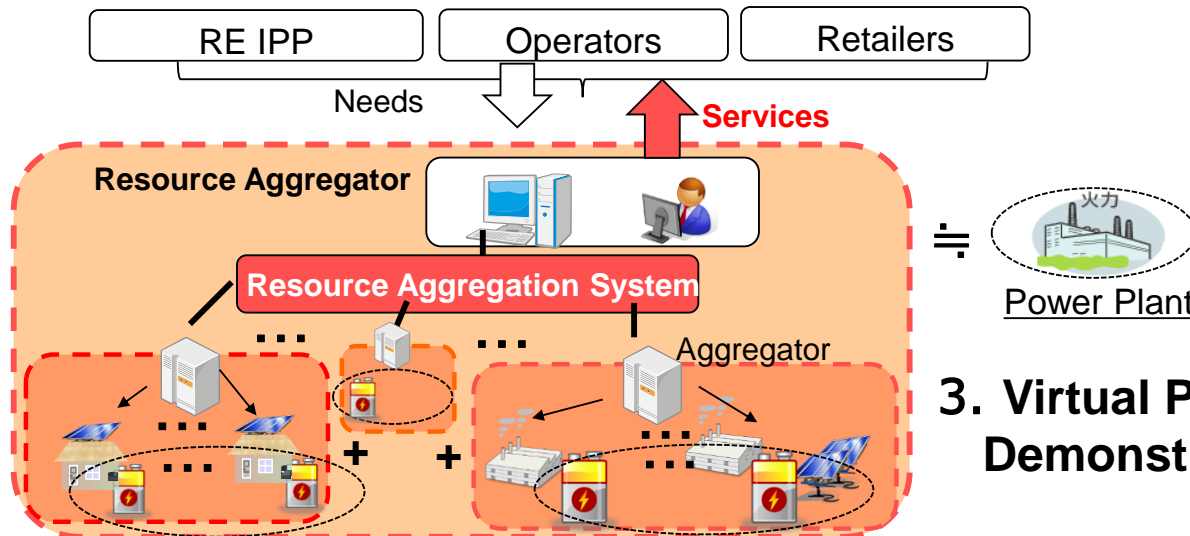 RE IPP
Operators
Retailers
Needs
Services
Resource Aggregator
火力
≒
Power Plant
Resource Aggregation System
Aggregator
+ +
3. Virtual P
Demonst